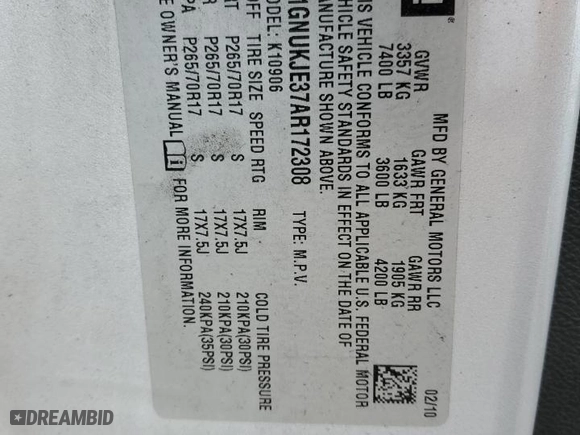 MFD BY GENERAL MOTORS LLC 02/10
GVWR GAWR FRT GAWR RR
3357 KG 1633 KG 1905 KG
7400 LB 3600 LB 4200 LB
VEHICLE CONFORMS TO ALL APPLICABLE U.S. FEDERAL MOTOR
VEHICLE SAFETY STANDARDS IN EFFECT ON THE DATE OF
MANUFACTURE SHOWN ABOVE.
1GNUKJE37AR172308 TYPE: M.P.V.
MODEL: K10906
TIRE SIZE SPEED RTG RIM COLD TIRE PRESSURE
P265/70R17 S 17X7.5J 210KPA(30PSI)
P265/70R17 S 17X7.5J 210KPA(30PSI)
P265/70R17 S 17X7.5J 240KPA(35PSI)
OWNER'S MANUAL i FOR MORE INFORMATION.
DREAMBID